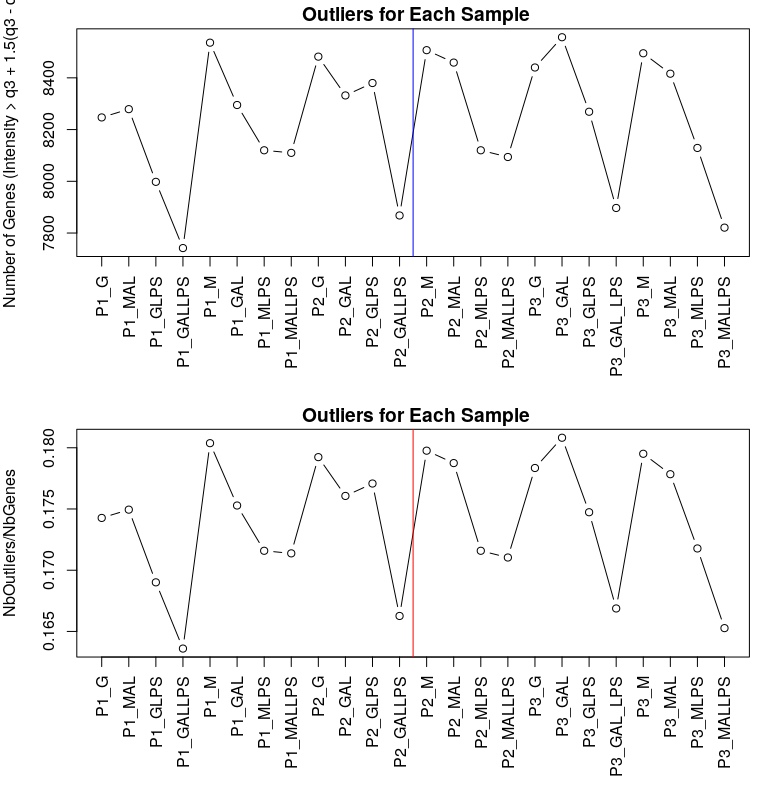 Outliers for Each Sample
Number of Genes (Intensity > q3 + 1.5(q3 -
8400
8200
8000
7800
P1_G
P1_MAL
P1_GLPS
P1_GALLPS
P1_M
P1_GAL
P1_MLPS
P1_MALLPS
P2_G
P2_GAL
P2_GLPS
P2_GALLPS
P2_M
P2_MAL
P2_MLPS
P2_MALLPS
P3_G
P3_GAL
P3_GLPS
P3_GAL_LPS
P3_M
P3_MAL
P3_MLPS
P3_MALLPS
Outliers for Each Sample
NbOutliers/NbGenes
0.180
0.175
0.170
0.165
P1_G
P1_MAL
P1_GLPS
P1_GALLPS
P1_M
P1_GAL
P1_MLPS
P1_MALLPS
P2_G
P2_GAL
P2_GLPS
P2_GALLPS
P2_M
P2_MAL
P2_MLPS
P2_MALLPS
P3_G
P3_GAL
P3_GLPS
P3_GAL_LPS
P3_M
P3_MAL
P3_MLPS
P3_MALLPS